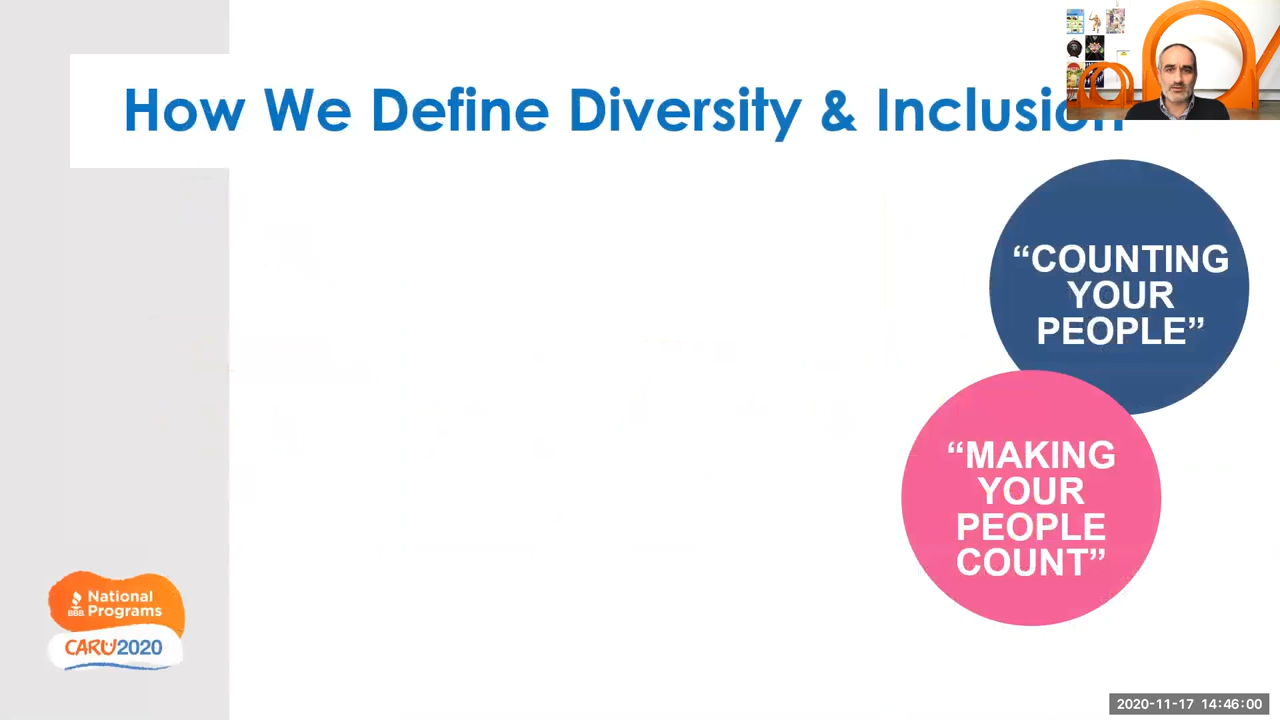 How We Define Diversity & Inclusion
“COUNTING
YOUR
PEOPLE”
“MAKING
YOUR
PEOPLE
COUNT”
BBB National
Programs
CARU2020
2020-11-17 14:46:00